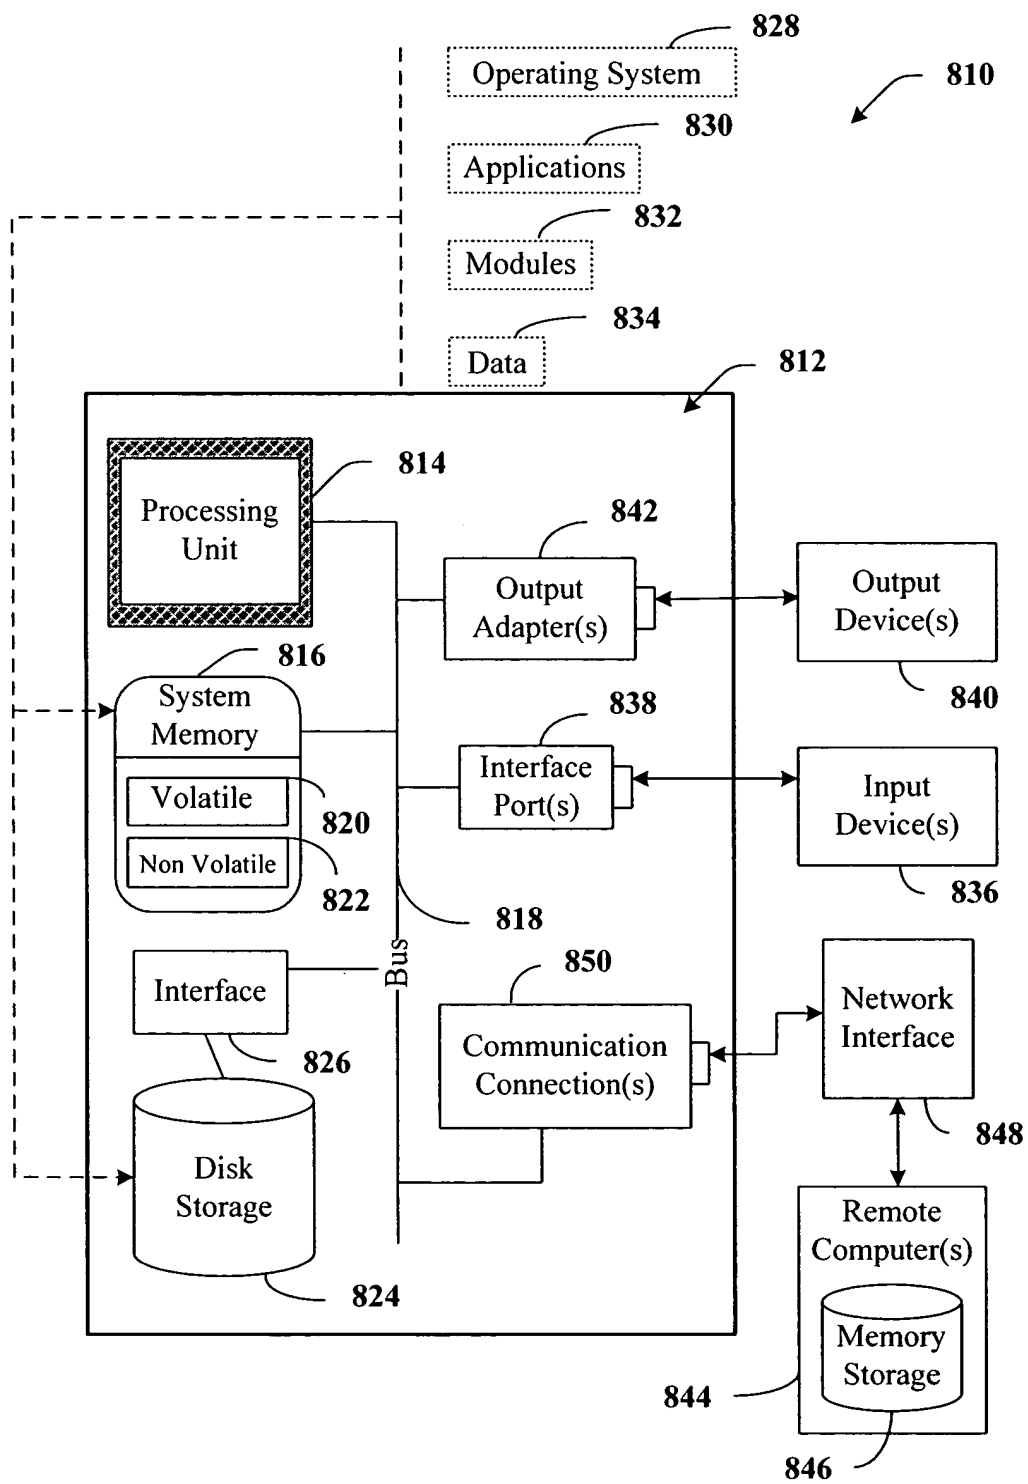 828
Operating System
810
830
Applications
832
Modules
834
Data
812
814
Processing
Unit
842
Output
Adapter(s)
Output
Device(s)
840
816
System
Memory
838
Interface
Port(s)
Input
Device(s)
836
Volatile
820
Non Volatile
822
818
Bus
850
Interface
826
Communication
Connection(s)
Network
Interface
848
Disk
Storage
824
Remote
Computer(s)
Memory
Storage
844
846